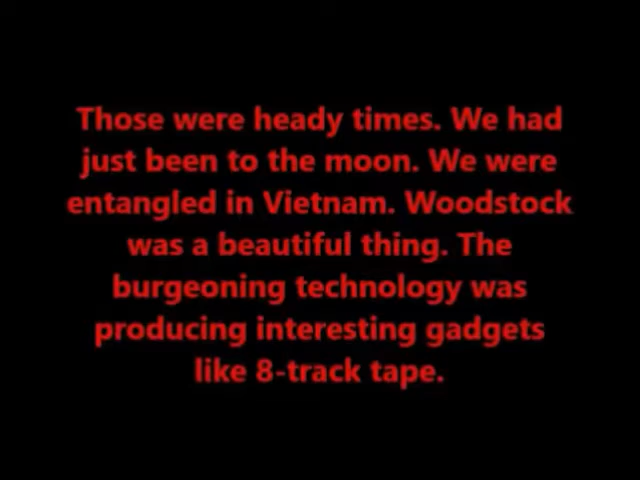 Those were heady times. We had
just been to the moon. We were
entangled in Vietnam. Woodstock
was a beautiful thing. The
burgeoning technology was
producing interesting gadgets
like 8-track tape.